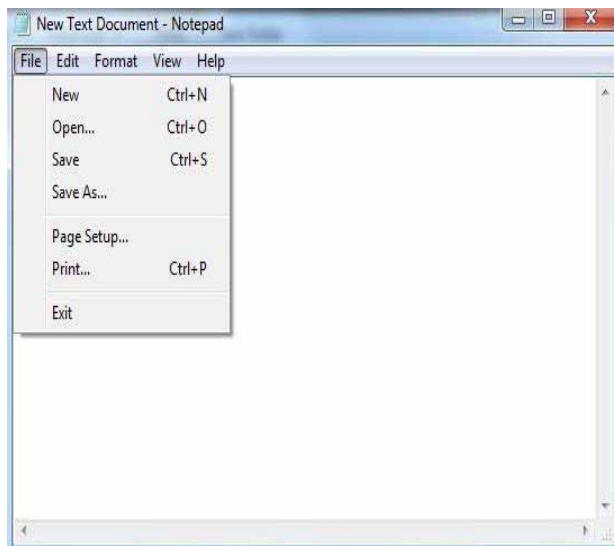 New Text Document - Notepad
File Edit Format View Help
New Ctrl+N
Open... Ctrl+O
Save Ctrl+S
Save As...
Page Setup...
Print... Ctrl+P
Exit